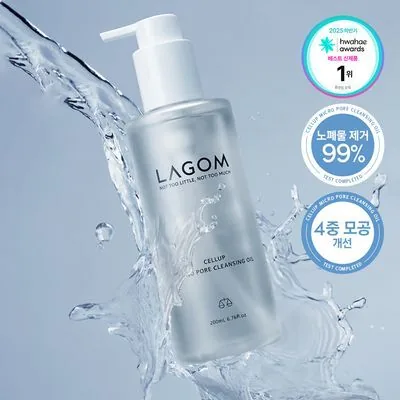 2025 하반기
hwahae
awards
베스트 신제품
1위
LAGOM
NOT TOO LITTLE, NOT TOO MUCH
CELLUP
RO PORE CLEANSING OIL
200mL 6.76fl.oz
CELLUP MICRO PORE CLEANSING OIL
노폐물 제거
99%
TEST COMPLETED
CELLUP MICRO PORE CLEANSING OIL
4중 모공
개선
TEST COMPLETED